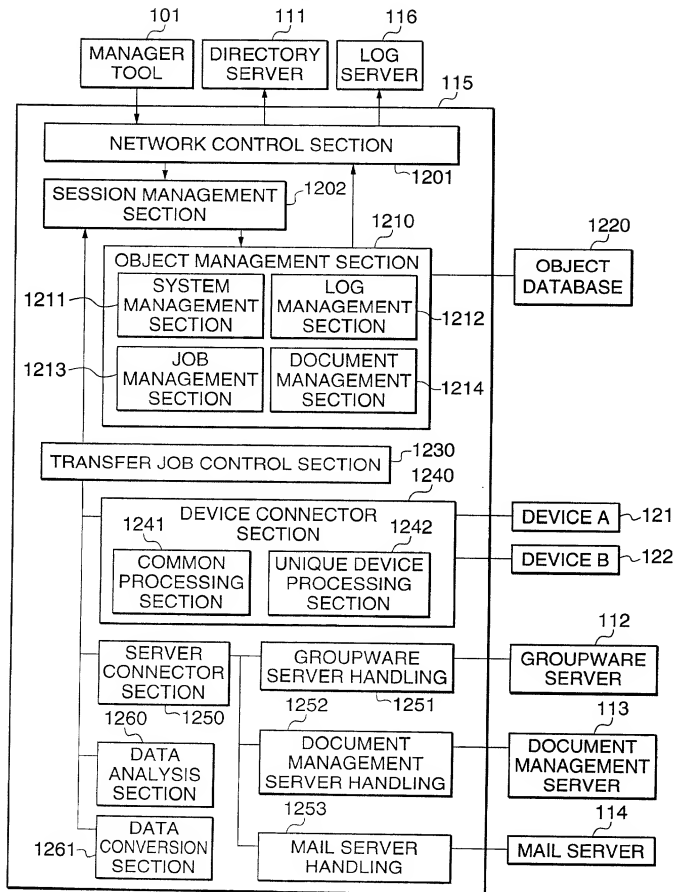 101
111
116
MANAGER
TOOL
DIRECTORY
SERVER
LOG
SERVER
115
NETWORK CONTROL SECTION
1201
1202
SESSION MANAGEMENT
SECTION
1210
1220
OBJECT MANAGEMENT SECTION
OBJECT
DATABASE
1211
SYSTEM
MANAGEMENT
SECTION
LOG
MANAGEMENT
SECTION
1212
1213
JOB
MANAGEMENT
SECTION
DOCUMENT
MANAGEMENT
SECTION
1214
1230
TRANSFER JOB CONTROL SECTION
1240
DEVICE CONNECTOR
SECTION
DEVICE A
121
1241
1242
COMMON
PROCESSING
SECTION
UNIQUE DEVICE
PROCESSING
SECTION
DEVICE B
122
112
SERVER
CONNECTOR
SECTION
1250
GROUPWARE
SERVER HANDLING
1251
GROUPWARE
SERVER
1260
1252
113
DATA
ANALYSIS
SECTION
DOCUMENT
MANAGEMENT
SERVER HANDLING
DOCUMENT
MANAGEMENT
SERVER
1253
114
1261
DATA
CONVERSION
SECTION
MAIL SERVER
HANDLING
MAIL SERVER